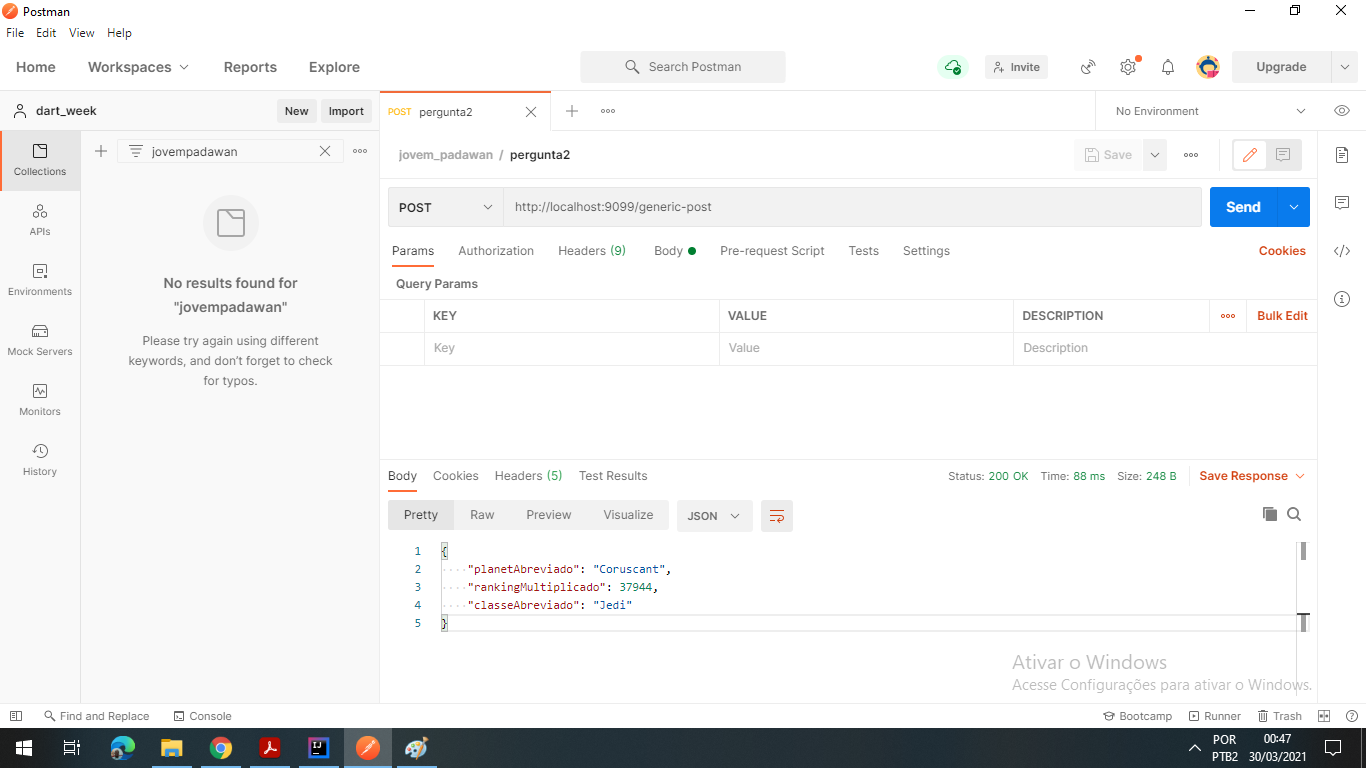 Postman
File Edit View Help
Home Workspaces Reports Explore Search Postman Invite Upgrade
dart_week New Import
POST pergunta2 No Environment
Collections
APIs
Environments
Mock Servers
Monitors
History
jovempadawan
No results found for
"jovempadawan"
Please try again using different
keywords, and don't forget to check
for typos.
jovem_padawan / pergunta2 Save
POST http://localhost:9099/generic-post Send
Params Authorization Headers (9) Body Pre-request Script Tests Settings Cookies
Query Params
KEY VALUE DESCRIPTION Bulk Edit
Key Value Description
Body Cookies Headers (5) Test Results Status: 200 OK Time: 88 ms Size: 248 B Save Response
Pretty Raw Preview Visualize JSON
1 {
2 "planetAbreviado": "Coruscant",
3 "rankingMultiplicado": 37944,
4 "classeAbreviado": "Jedi"
5 }
Ativar o Windows
Acesse Configurações para ativar o Windows.
Find and Replace Console Bootcamp Runner Trash
POR 00:47
PTB2 30/03/2021